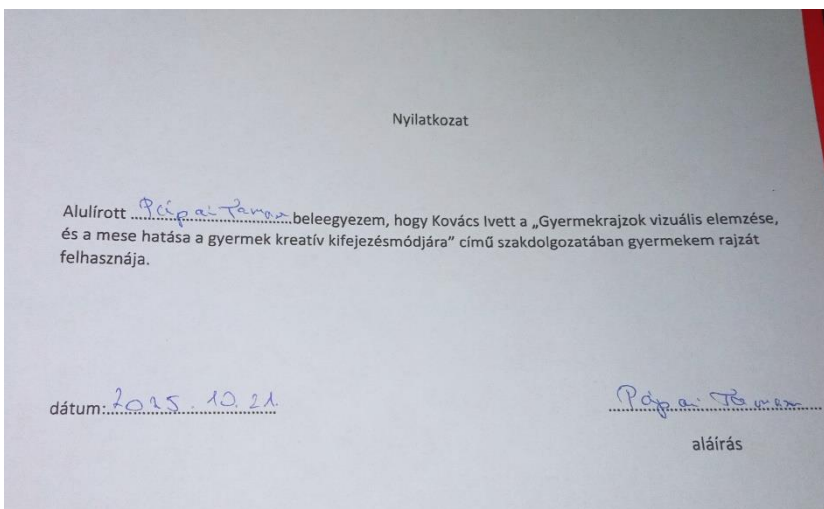 Nyilatkozat
Alulírott Pápai Tamás beleegyezem, hogy Kovács Ivett a „Gyermekrajzok vizuális elemzése,
és a mese hatása a gyermek kreatív kifejezésmódjára” című szakdolgozatában gyermekem rajzát
felhasználja.
dátum: 2025.10.21.
Pápai Tamás
aláírás